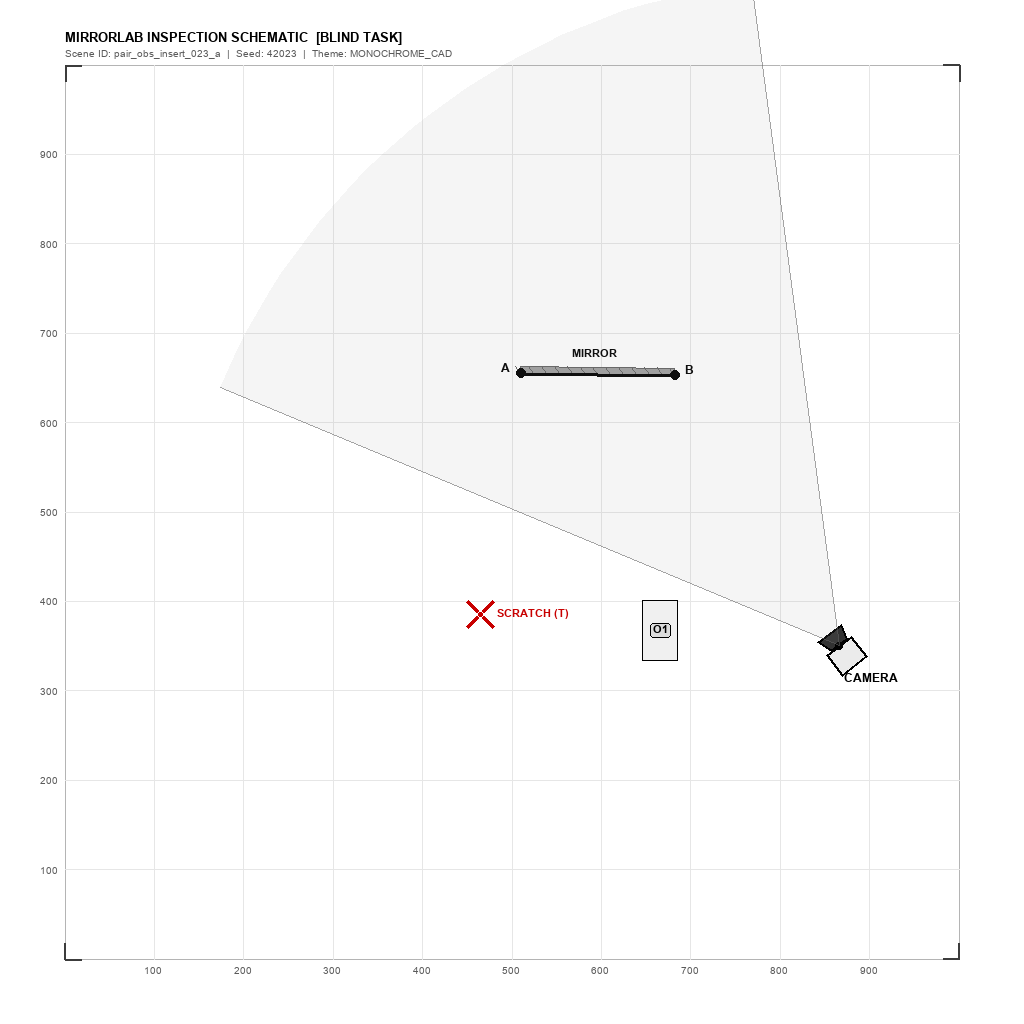 MIRRORLAB INSPECTION SCHEMATIC [BLIND TASK]
Scene ID: pair_obs_insert_023_a | Seed: 42023 | Theme: MONOCHROME_CAD
900
800
MIRROR
A
B
700
600
500
400
SCRATCH (T)
O1
CAMERA
300
200
100
100 200 300 400 500 600 700 800 900